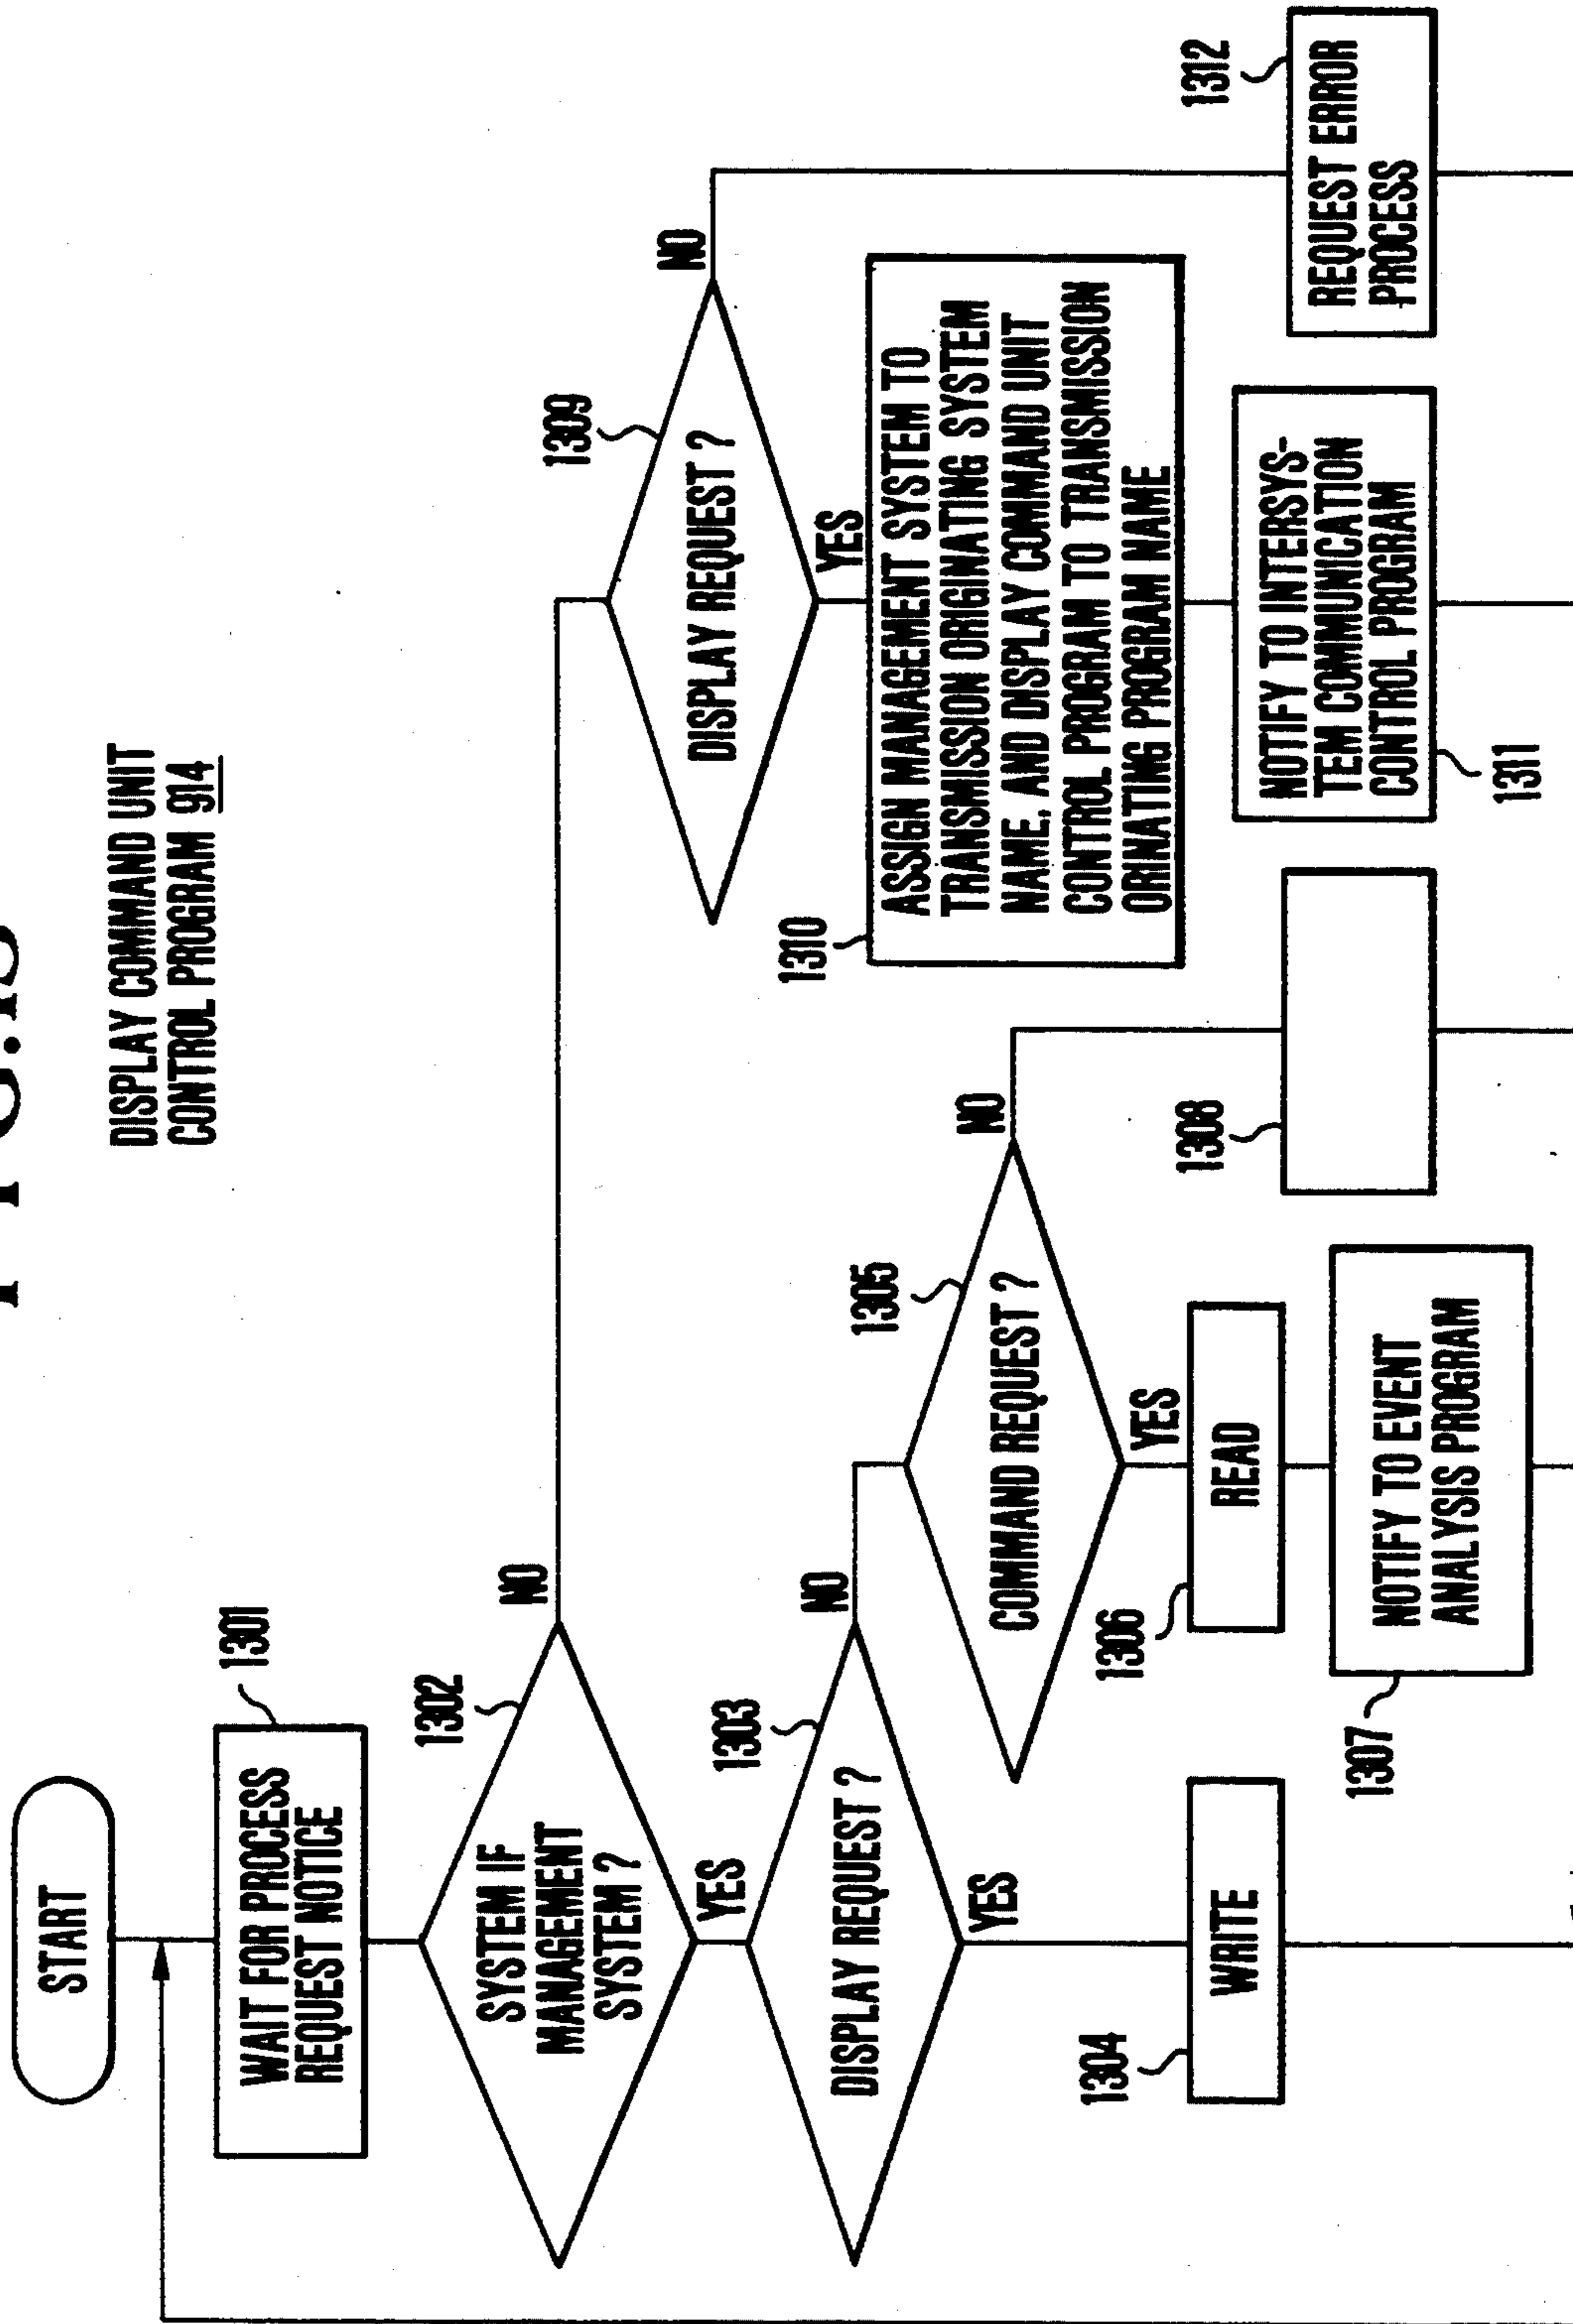 DISPLAY COMMAND UNIT
CONTROL PROGRAM 914
START
WAIT FOR PROCESS
REQUEST NOTICE
1301
SYSTEM IF
MANAGEMENT
SYSTEM ?
1302
NO
YES
DISPLAY REQUEST ?
1303
NO
YES
WRITE
1304
COMMAND REQUEST ?
1305
NO
YES
READ
1306
NOTIFY TO EVENT
ANALYSIS PROGRAM
1307
1308
DISPLAY REQUEST ?
1309
NO
YES
1310
ASSIGN MANAGEMENT SYSTEM TO
TRANSMISSION ORIGINATING SYSTEM
NAME, AND DISPLAY COMMAND UNIT
CONTROL PROGRAM TO TRANSMISSION
ORINATING PROGRAM NAME
NOTIFY TO INTERSYS-
TEM COMMUNICATION
CONTROL PROGRAM
1311
REQUEST ERROR
PROCESS
1312